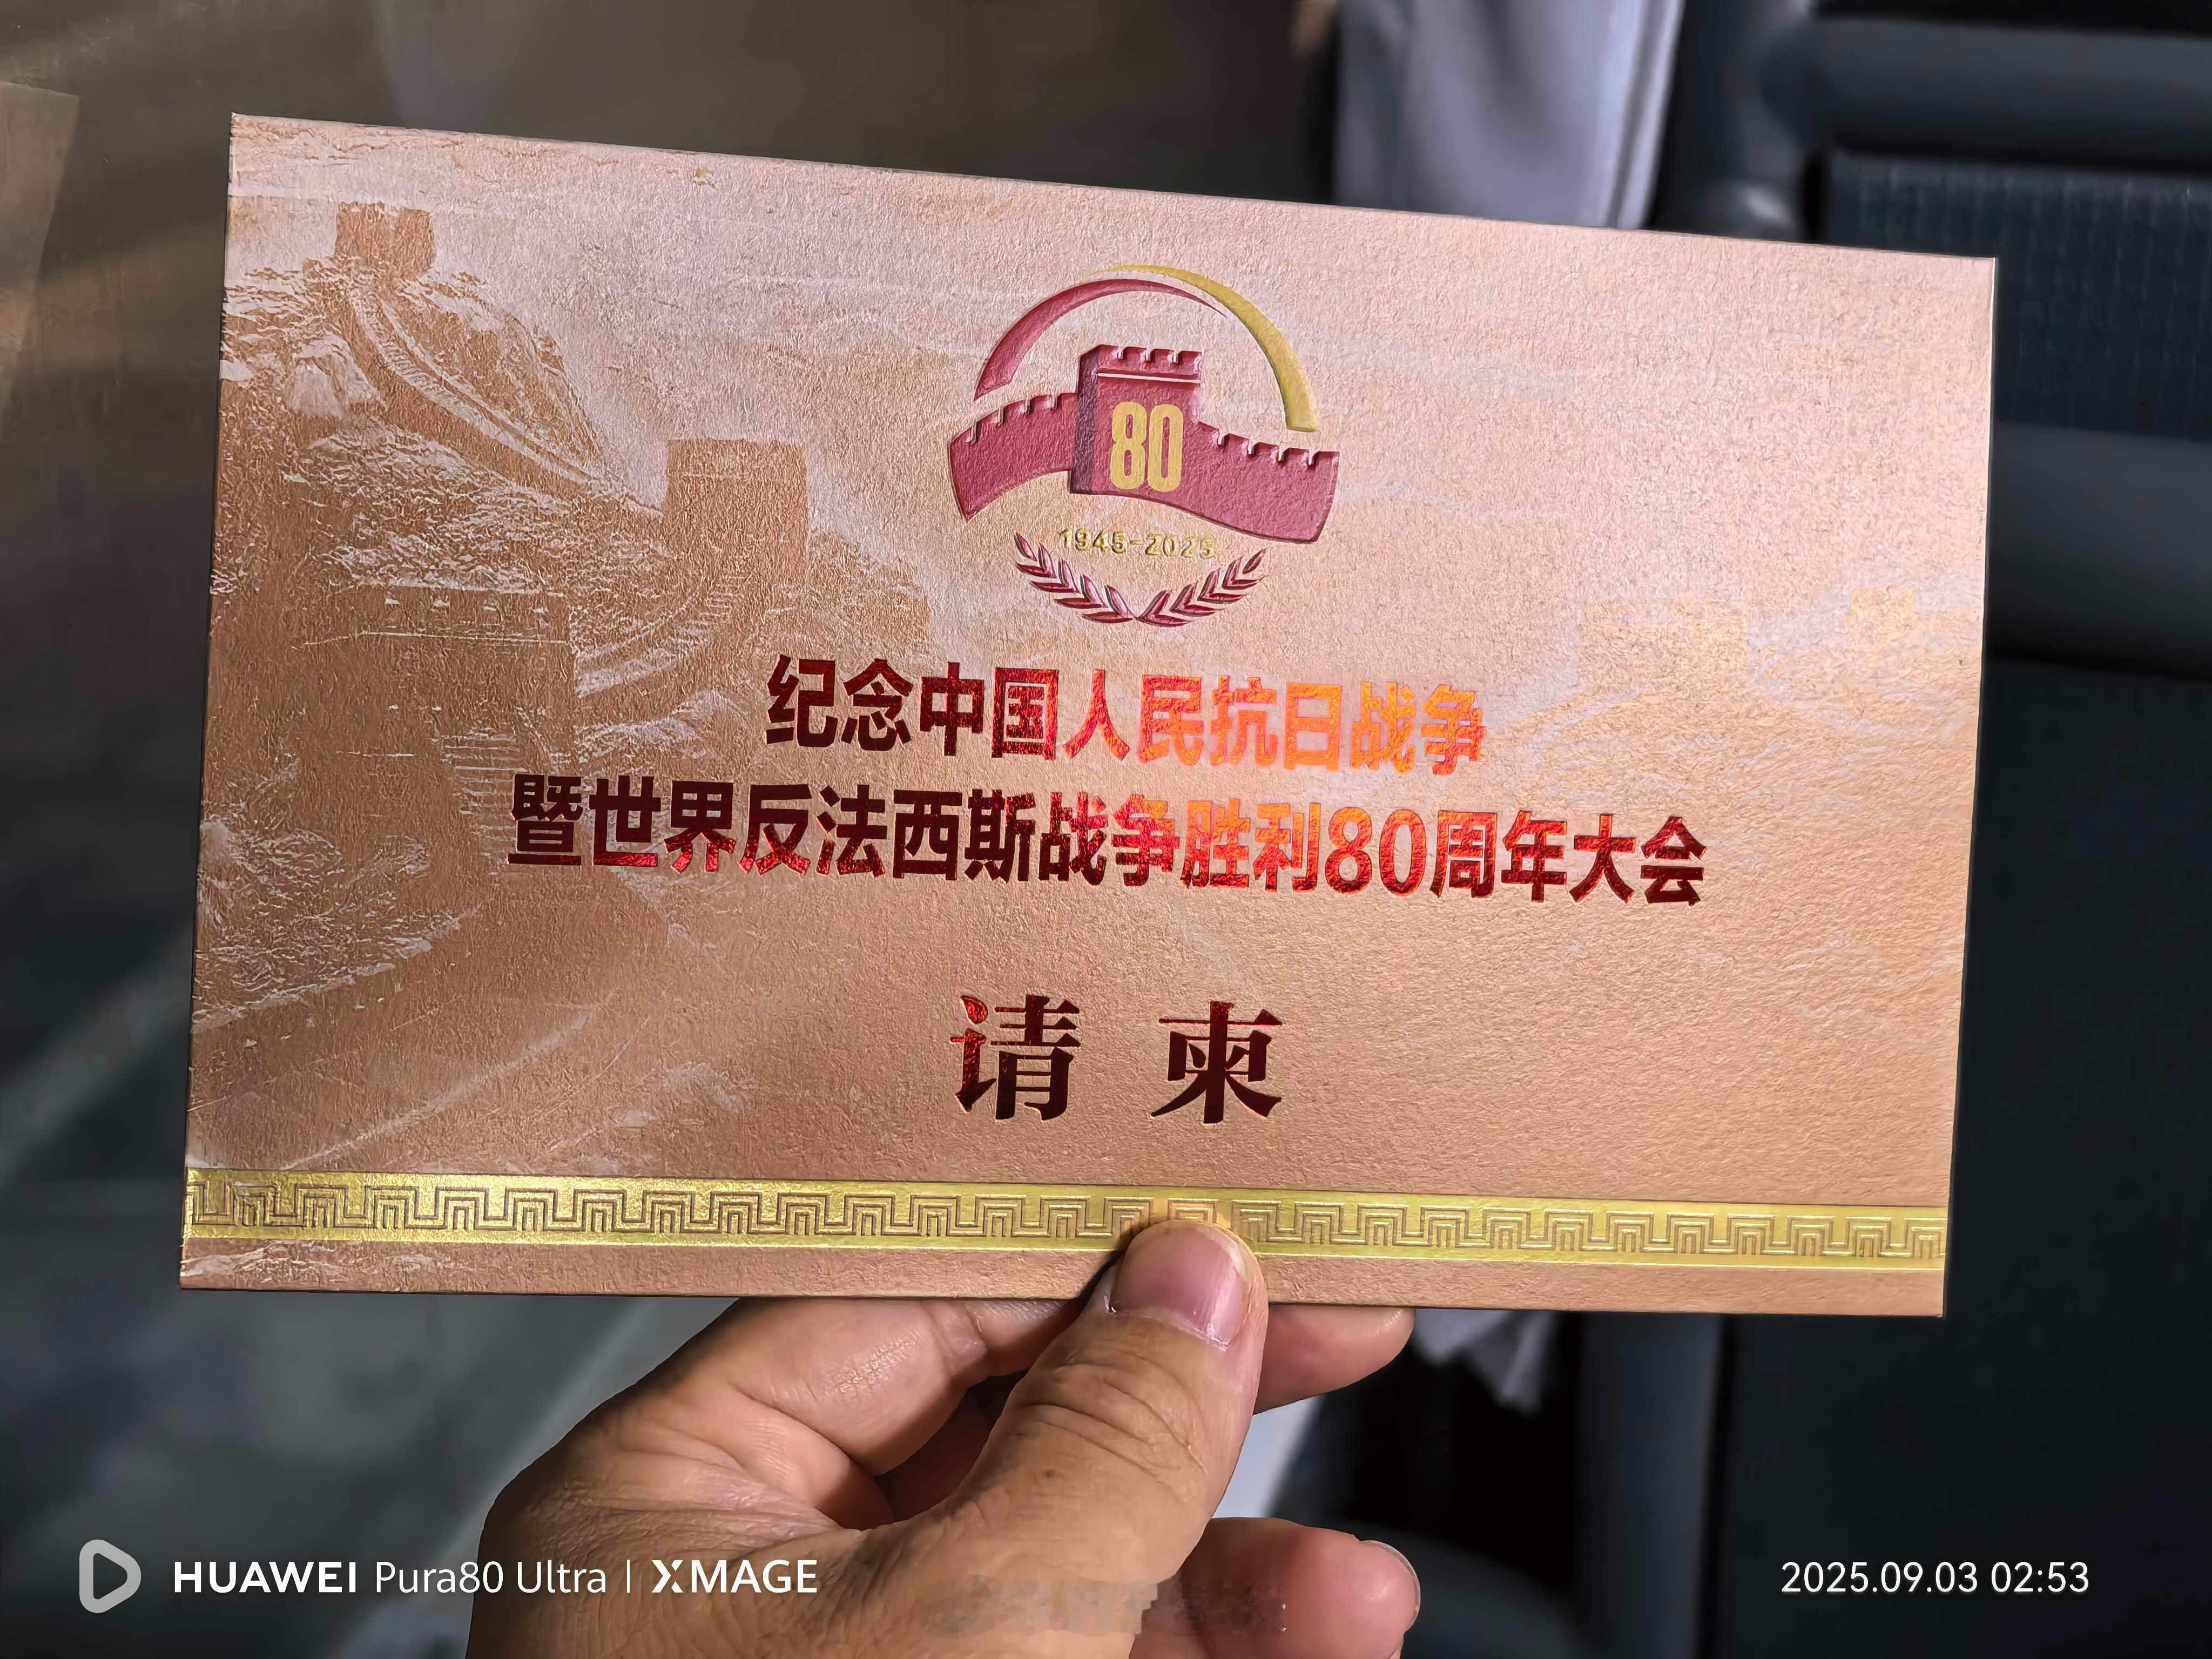 80
1945-2025
纪念中国人民抗日战争
暨世界反法西斯战争胜利80周年大会
请柬
HUAWEI Pura80 Ultra | XMAGE
2025.09.03 02:53